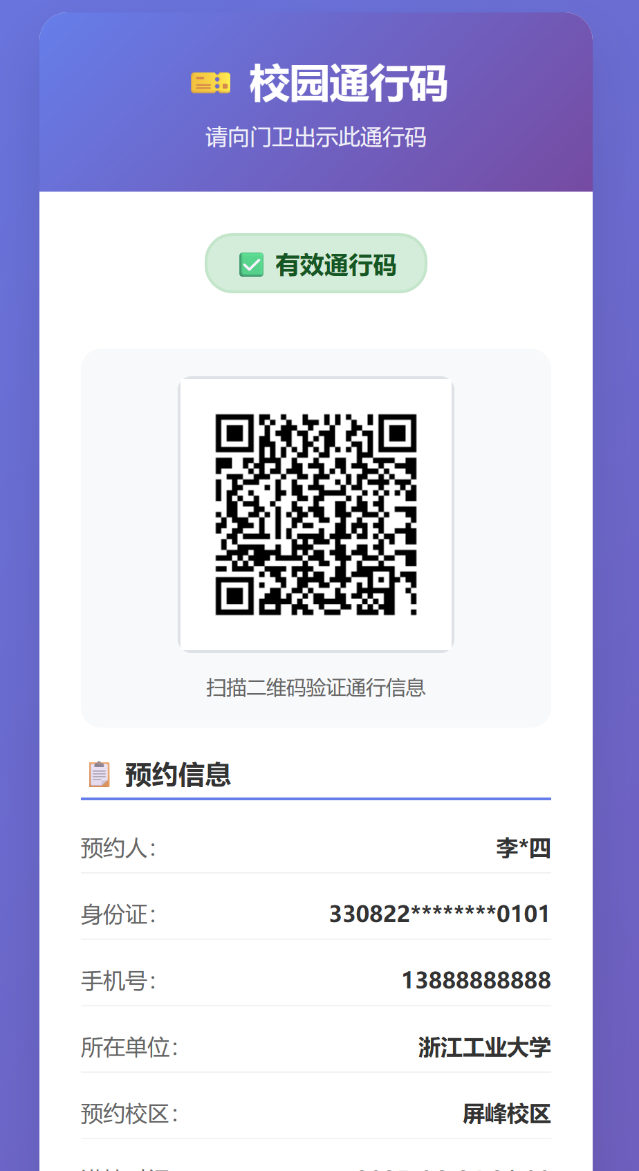 校园通行码
请向门卫出示此通行码
有效通行码
扫描二维码验证通行信息
预约信息
预约人： 李*四
身份证： 330822********0101
手机号： 13888888888
所在单位： 浙江工业大学
预约校区： 屏峰校区